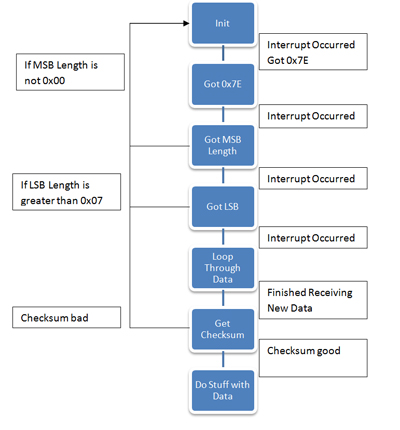 Init
Interrupt Occurred
Got 0x7E
If MSB Length is
not 0x00
Got 0x7E
Interrupt Occurred
Got MSB
Length
Interrupt Occurred
If LSB Length is
greater than 0x07
Got LSB
Interrupt Occurred
Loop
Through
Data
Finished Receiving
New Data
Checksum bad
Get
Checksum
Checksum good
Do Stuff with
Data